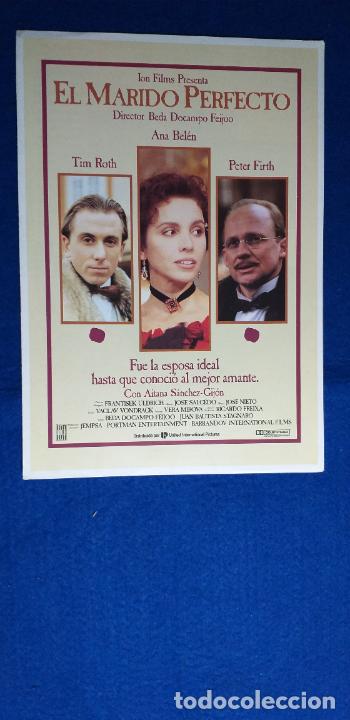 Ion Films Presenta
EL MARIDO PERFECTO
Director Beda Docampo Feijoo
Ana Belén
Tim Roth
Peter Firth
Fue la esposa ideal
hasta que conoció al mejor amante.
Con Aitana Sánchez-Gijón
FRANTISEK ULDRICH JOSE SALCEDO JOSE NIETO
VACLAV VONDRACEK VERA MIROVA RICARDO FREIXA
BEDA DOCAMPO FEIJOO JUAN BAUTISTA STAGNARO
JEMPSA PORTMAN ENTERTAINMENT BARRANDOV INTERNATIONAL FILMS
Distribuida por United International Pictures
todocoleccion